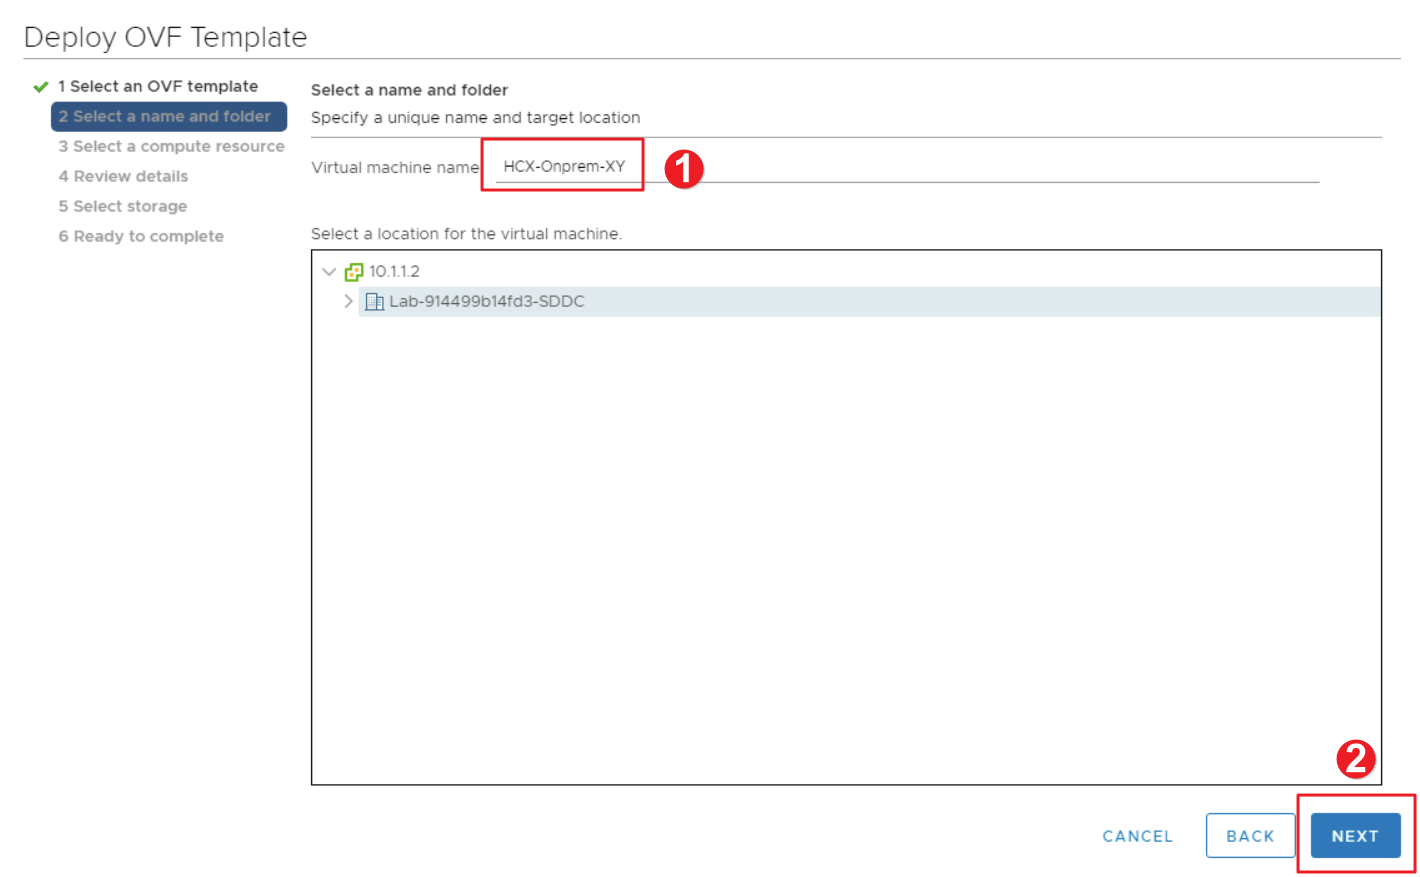 Deploy OVF Template
1 Select an OVF template
2 Select a name and folder
3 Select a compute resource
4 Review details
5 Select storage
6 Ready to complete
Select a name and folder
Specify a unique name and target location
Virtual machine name HCX-Onprem-XY 1
Select a location for the virtual machine.
10.1.1.2
Lab-914499b14fd3-SDDC
2
CANCEL BACK NEXT